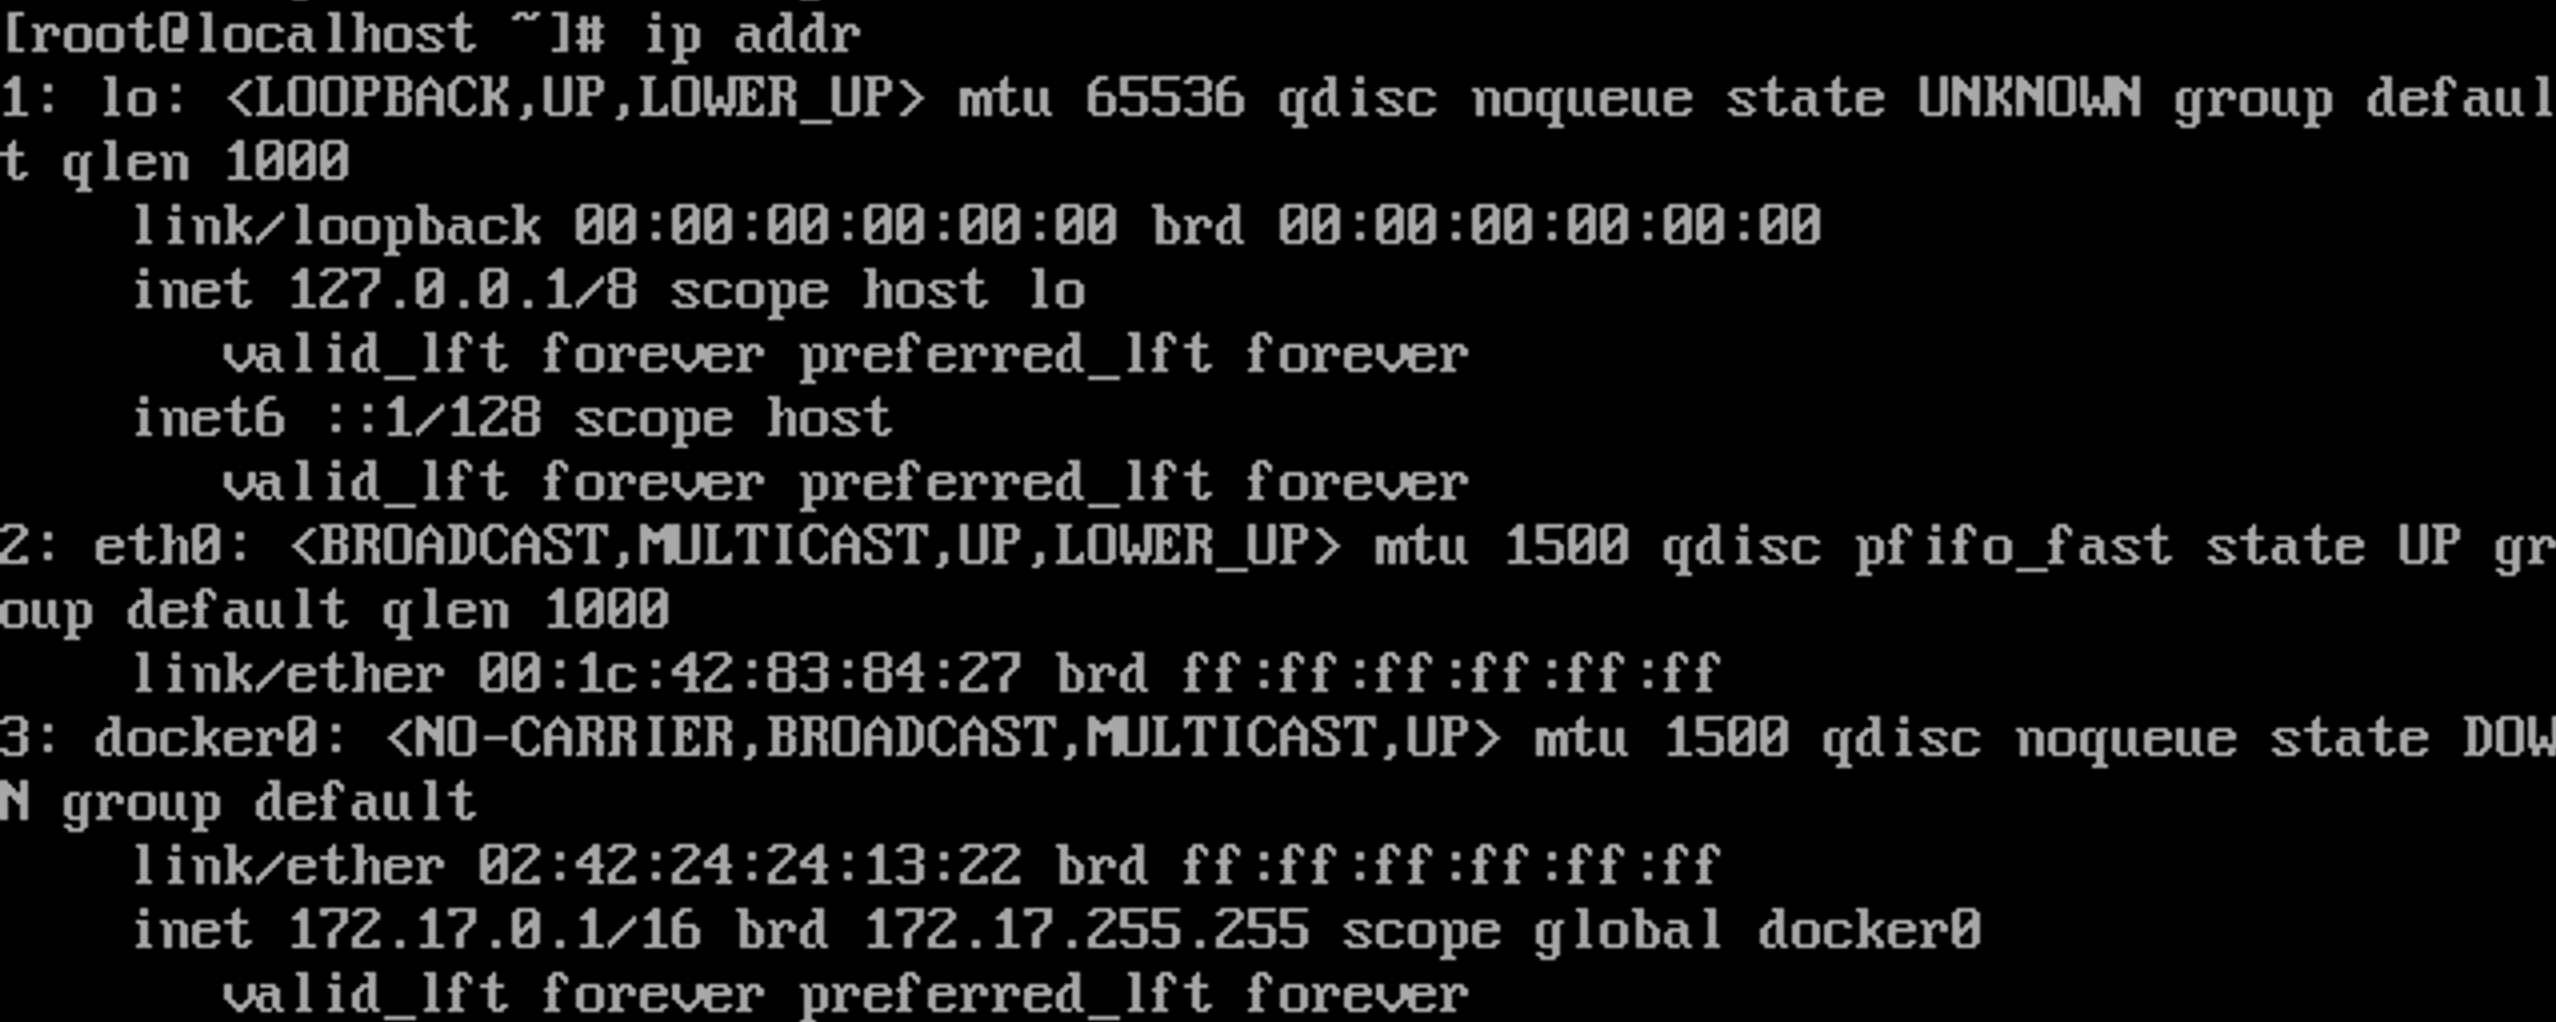 [root@localhost ~]# ip addr
1: lo: <LOOPBACK,UP,LOWER_UP> mtu 65536 qdisc noqueue state UNKNOWN group defaul
t qlen 1000
    link/loopback 00:00:00:00:00:00 brd 00:00:00:00:00:00
    inet 127.0.0.1/8 scope host lo
       valid_lft forever preferred_lft forever
    inet6 ::1/128 scope host
       valid_lft forever preferred_lft forever
2: eth0: <BROADCAST,MULTICAST,UP,LOWER_UP> mtu 1500 qdisc pfifo_fast state UP gr
oup default qlen 1000
    link/ether 00:1c:42:83:84:27 brd ff:ff:ff:ff:ff:ff
3: docker0: <NO-CARRIER,BROADCAST,MULTICAST,UP> mtu 1500 qdisc noqueue state DOW
N group default
    link/ether 02:42:24:24:13:22 brd ff:ff:ff:ff:ff:ff
    inet 172.17.0.1/16 brd 172.17.255.255 scope global docker0
       valid_lft forever preferred_lft forever